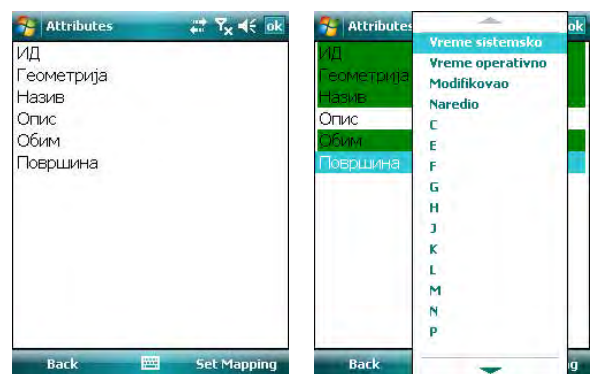 Attributes ok
ИД
Геометрија
Назив
Опис
Обим
Површина
Back Set Mapping
Attributes ok
ИД
Геометрија
Назив
Опис
Обим
Површина
Vreme sistemsko
Vreme operativno
Modifikovao
Naredio
C
E
F
G
H
J
K
L
M
N
P
Back g